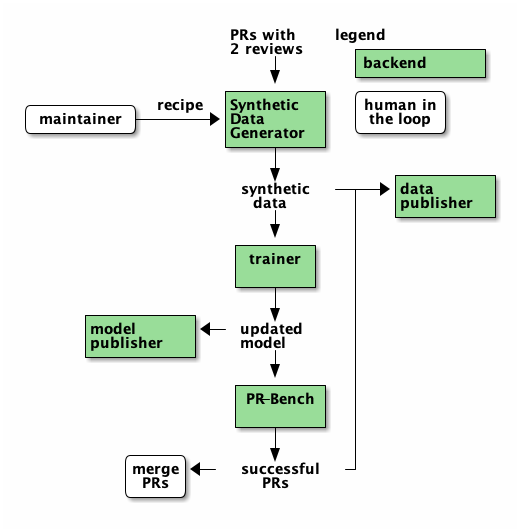 PRs with
2 reviews
legend
backend
human in
the loop
maintainer
recipe
Synthetic
Data
Generator
synthetic
data
data
publisher
trainer
model
publisher
updated
model
PR-Bench
merge
PRs
successful
PRs